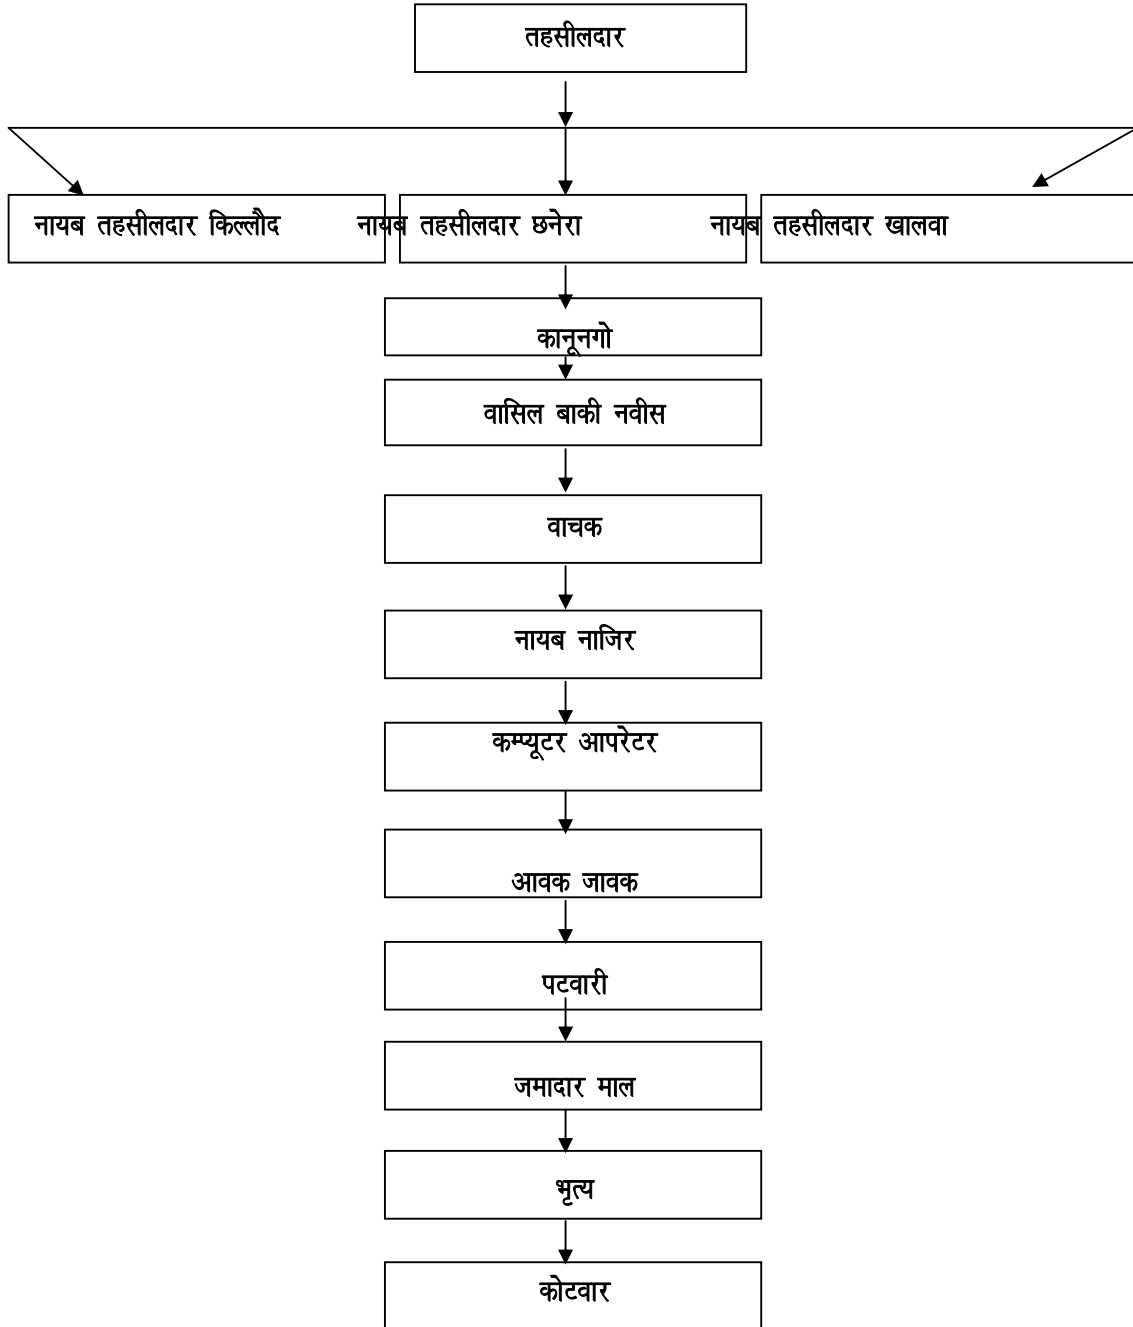 तहसीलदार
नायब तहसीलदार किल्लौद नायब तहसीलदार छनेरा नायब तहसीलदार खालवा
कानूनगो
वासिल बाकी नवीस
वाचक
नायब नाजिर
कम्प्यूटर आपरेटर
आवक जावक
पटवारी
जमादार माल
भृत्य
कोटवार